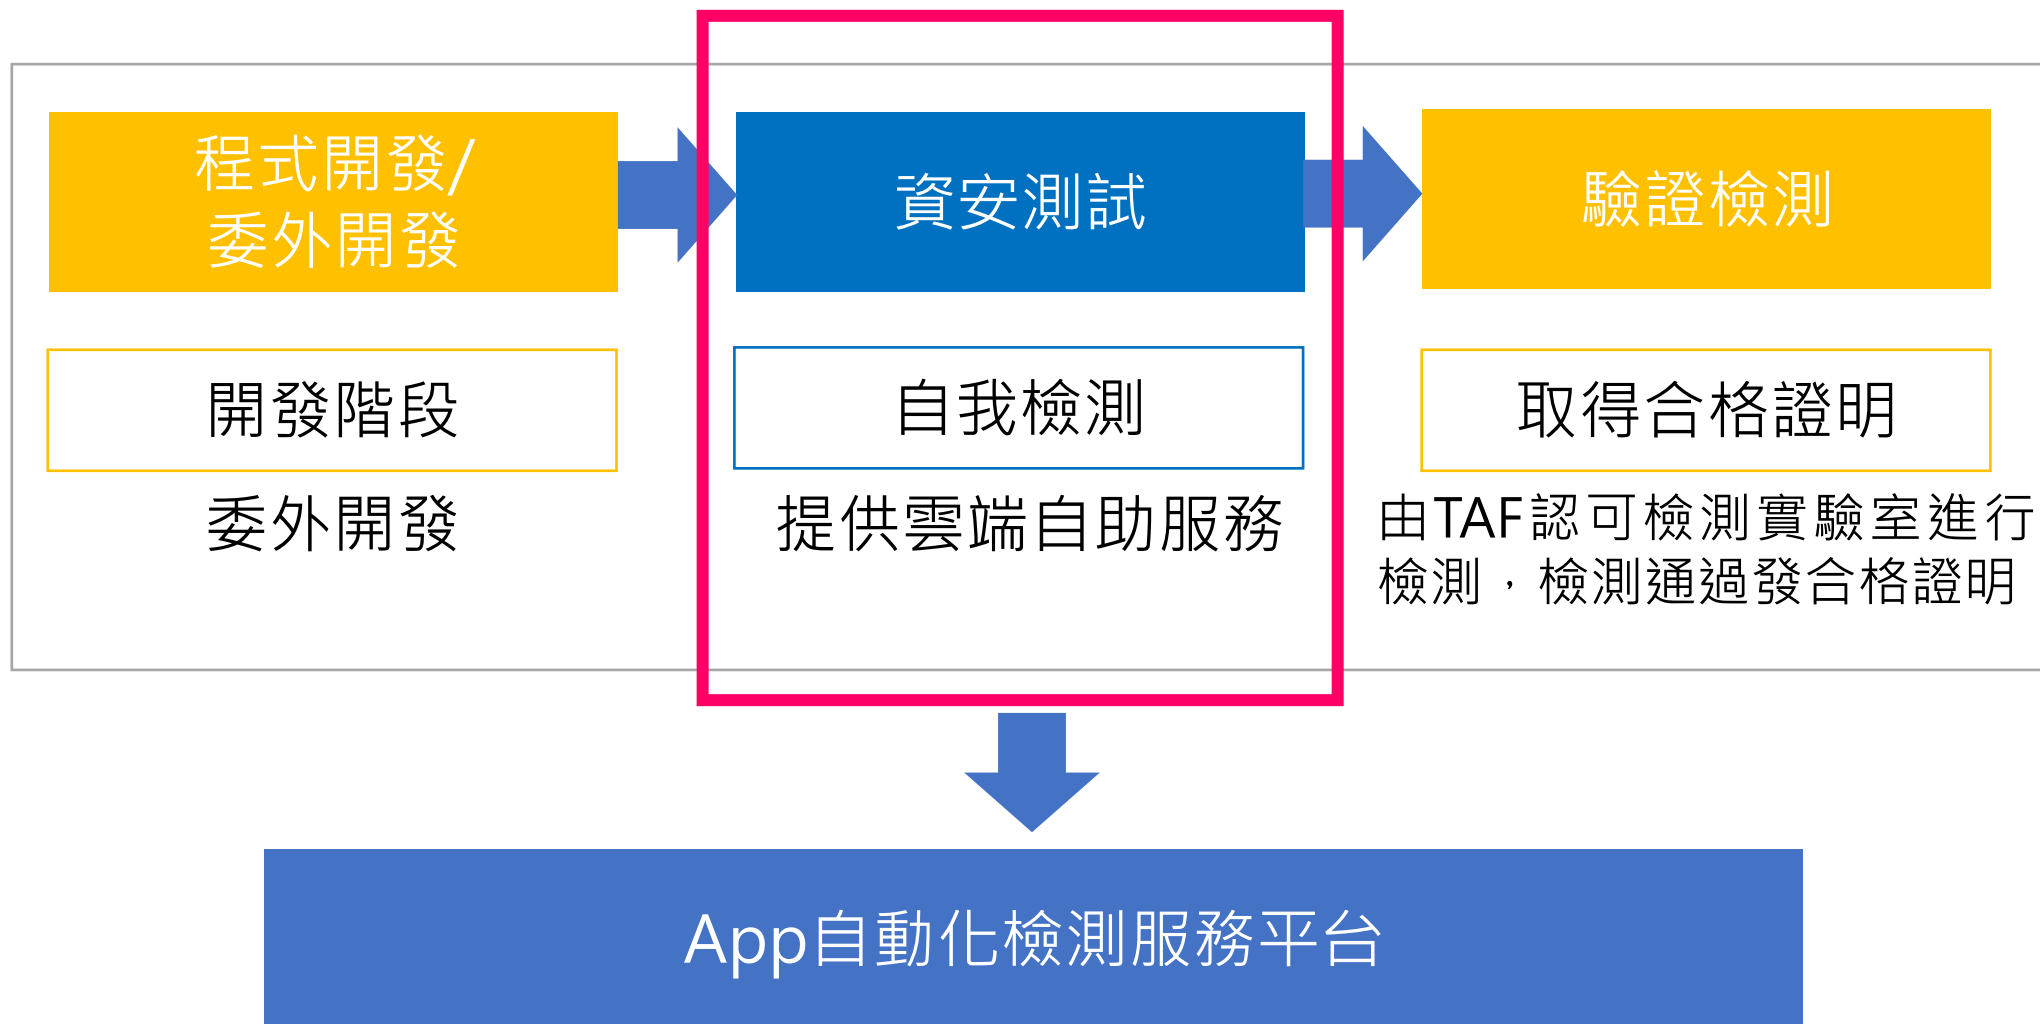 程式開發/
委外開發
資安測試
驗證檢測
開發階段
自我檢測
取得合格證明
委外開發
提供雲端自助服務
由TAF認可檢測實驗室進行
檢測，檢測通過發合格證明
App自動化檢測服務平台